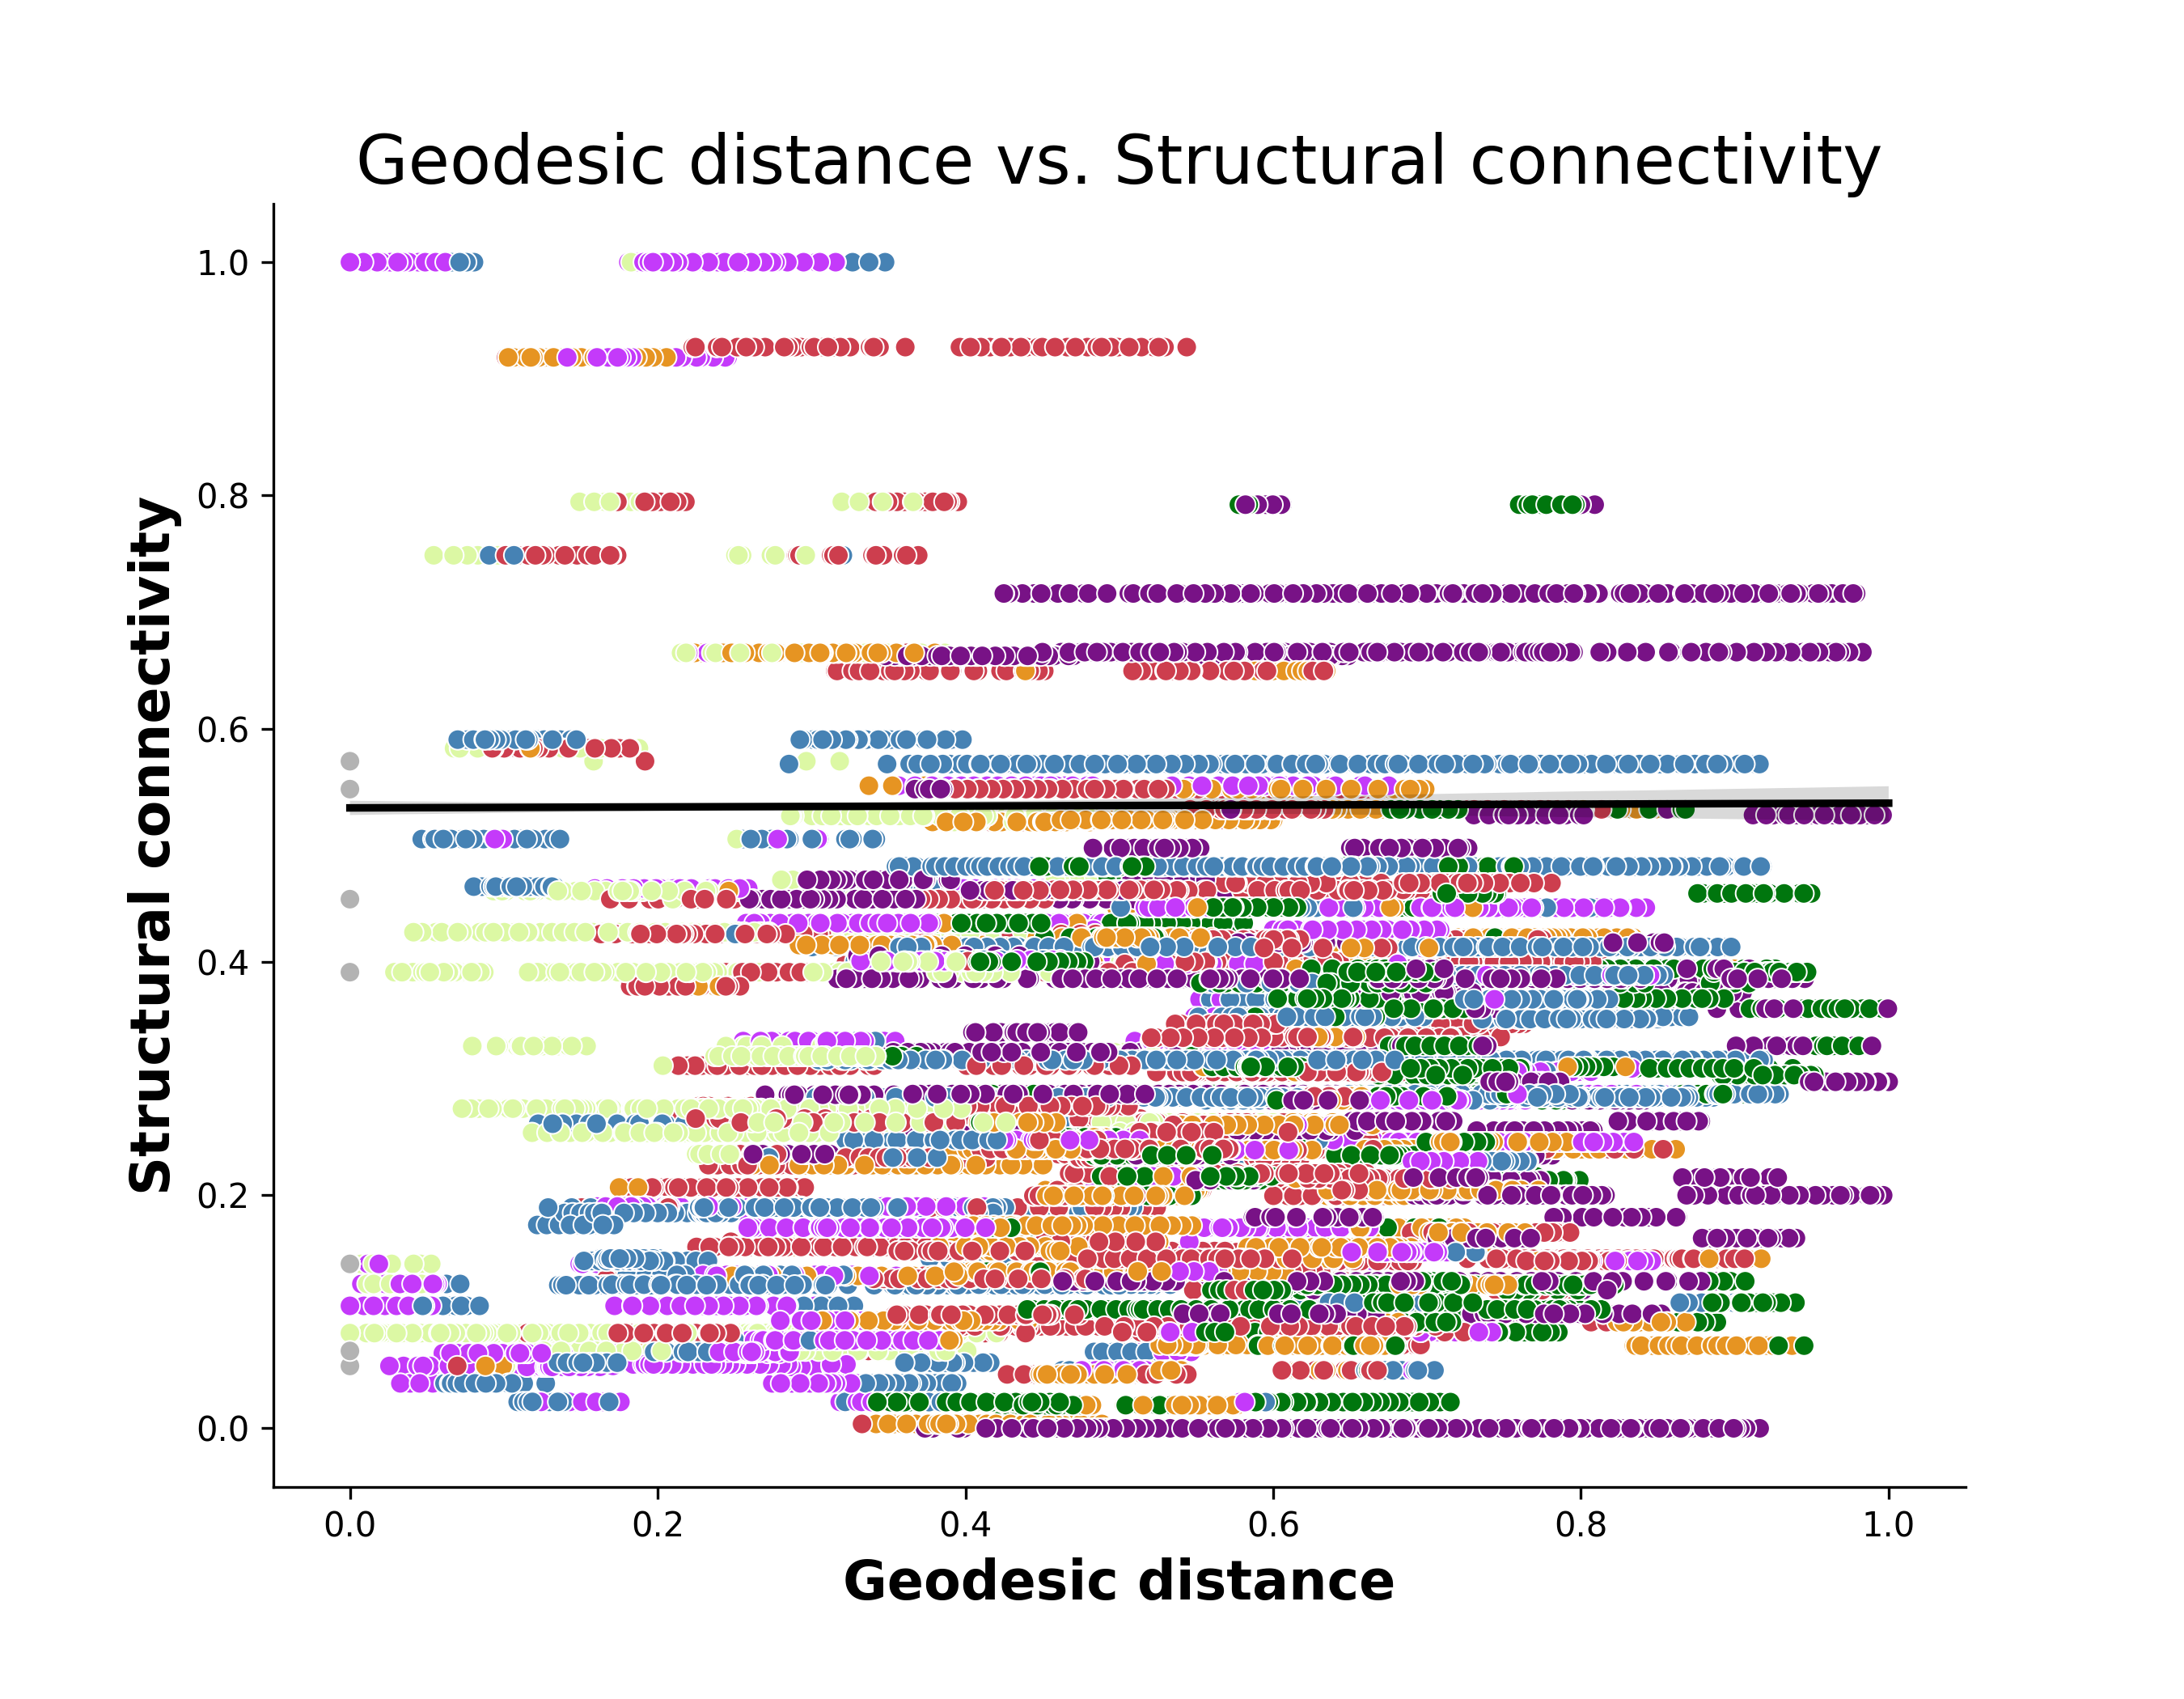 Geodesic distance vs. Structural connectivity
1.0
0.8
0.6
0.4
0.2
0.0
Structural connectivity
0.0 0.2 0.4 0.6 0.8 1.0
Geodesic distance